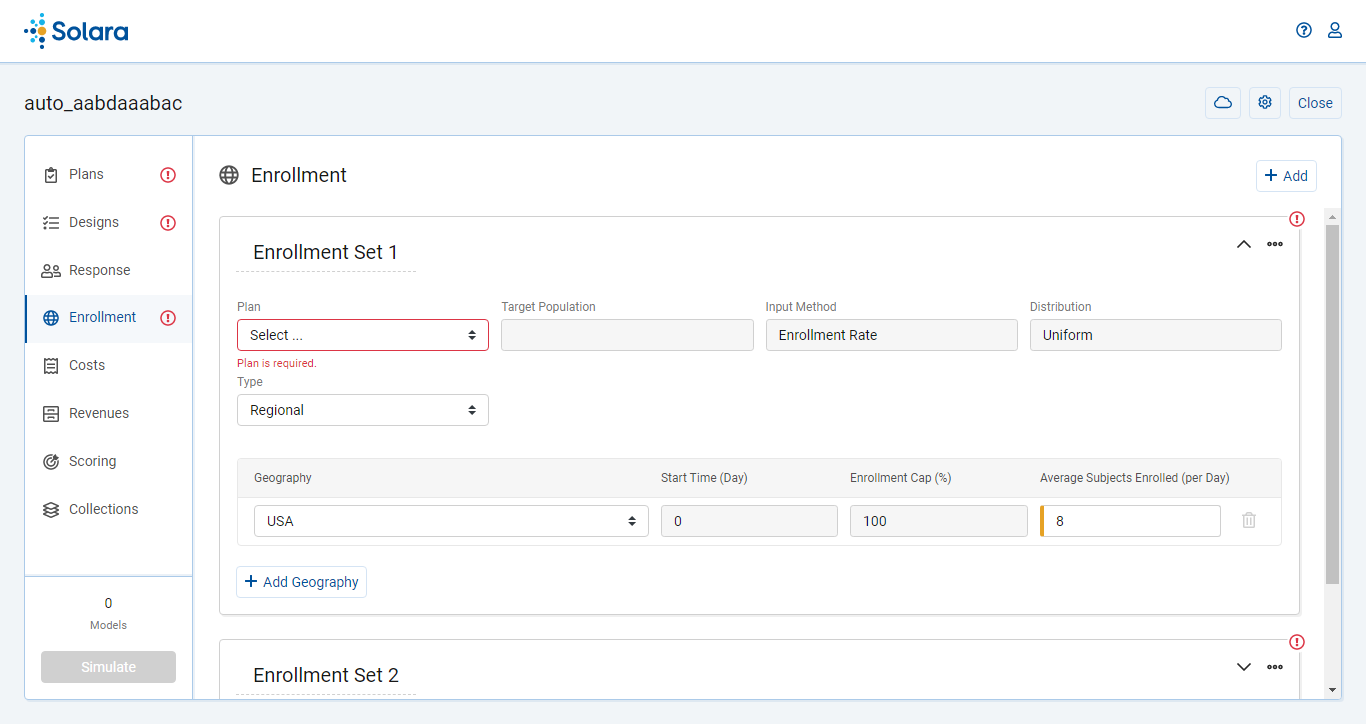 Solara
auto_aabdaaabac
Close
Plans
Designs
Response
Enrollment
Costs
Revenues
Scoring
Collections
0
Models
Simulate
Enrollment
Add
Enrollment Set 1
Plan
Target Population
Input Method
Distribution
Select ...
Enrollment Rate
Uniform
Plan is required.
Type
Regional
Geography
Start Time (Day)
Enrollment Cap (%)
Average Subjects Enrolled (per Day)
USA
0
100
8
Add Geography
Enrollment Set 2